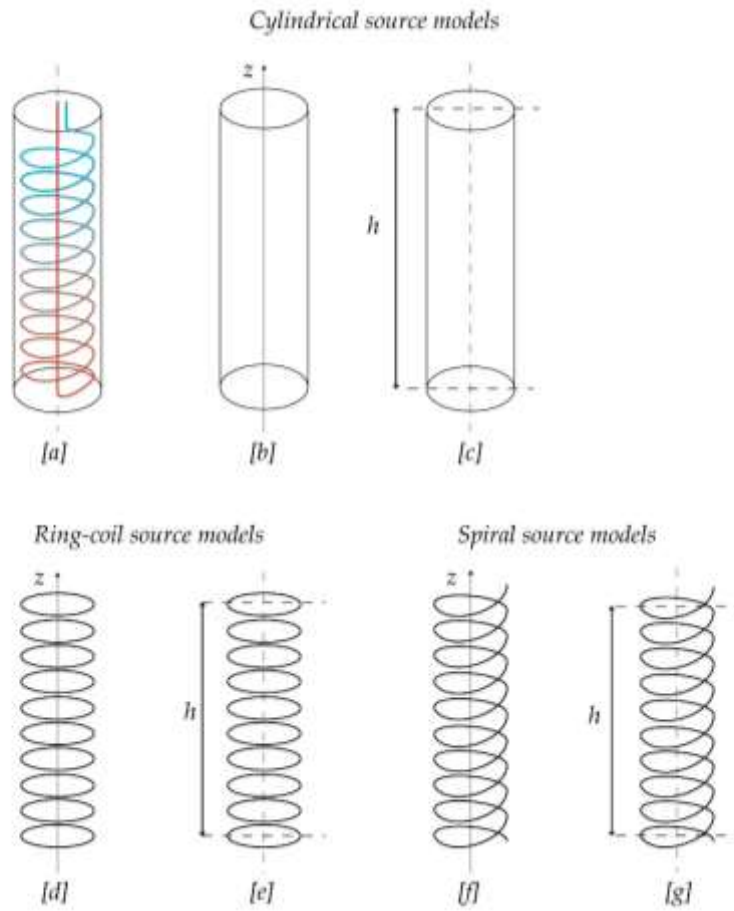 Cylindrical source models
z
h
[a] [b] [c]
Ring-coil source models Spiral source models
z z
h h
[d] [e] [f] [g]